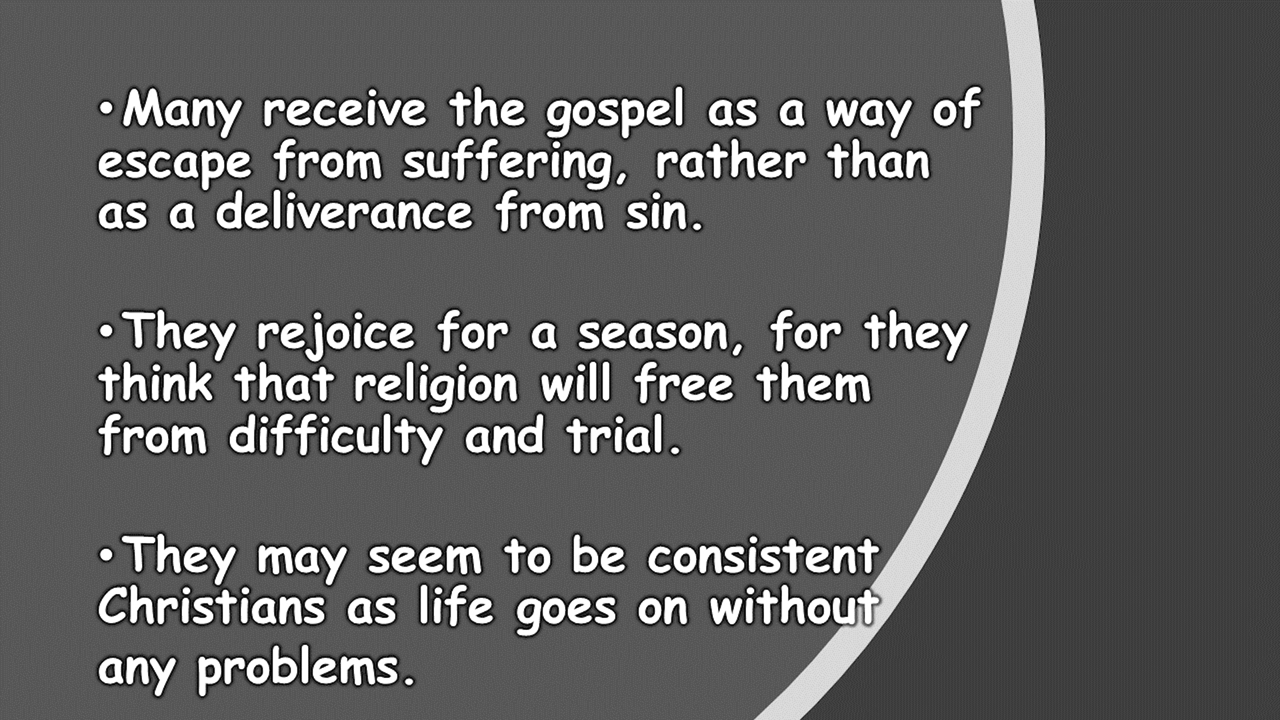 •Many receive the gospel as a way of
escape from suffering, rather than
as a deliverance from sin.
•They rejoice for a season, for they
think that religion will free them
from difficulty and trial.
•They may seem to be consistent
Christians as life goes on without
any problems.